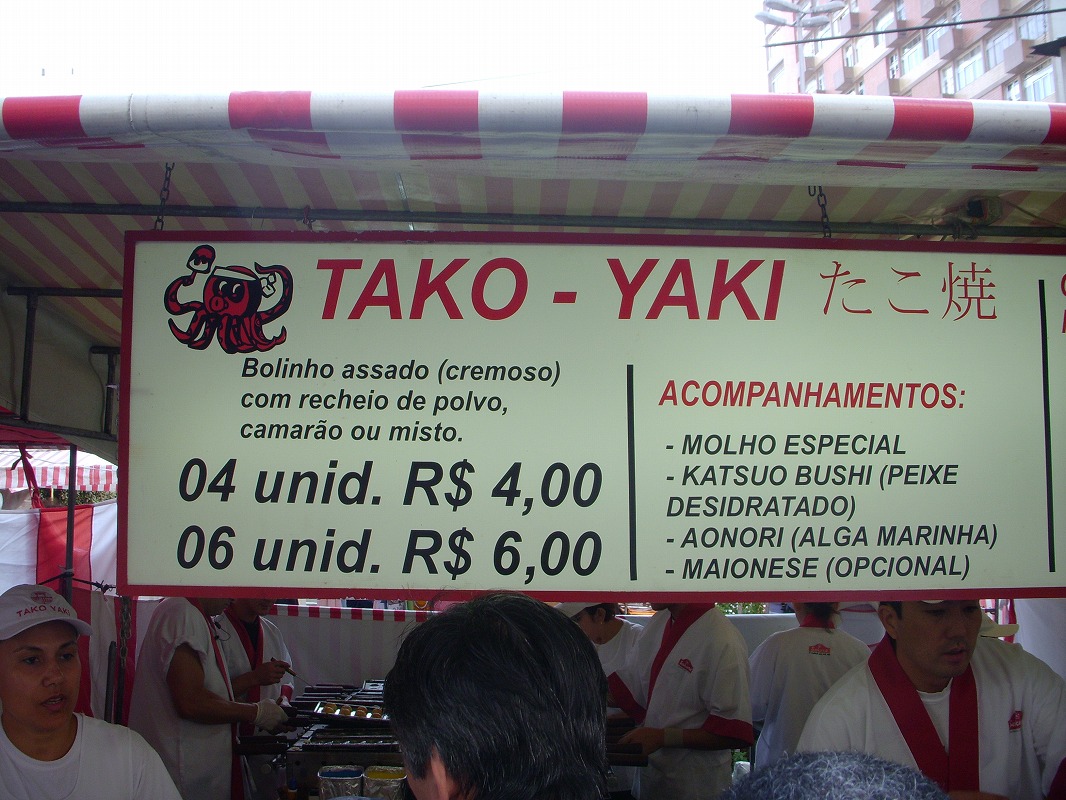 TAKO - YAKI たこ焼
Bolinho assado (cremoso)
com recheio de polvo,
camarão ou misto.
04 unid. R$ 4,00
06 unid. R$ 6,00
ACOMPANHAMENTOS:
- MOLHO ESPECIAL
- KATSUO BUSHI (PEIXE
DESIDRATADO)
- AONORI (ALGA MARINHA)
- MAIONESE (OPCIONAL)
TAKO YAKI